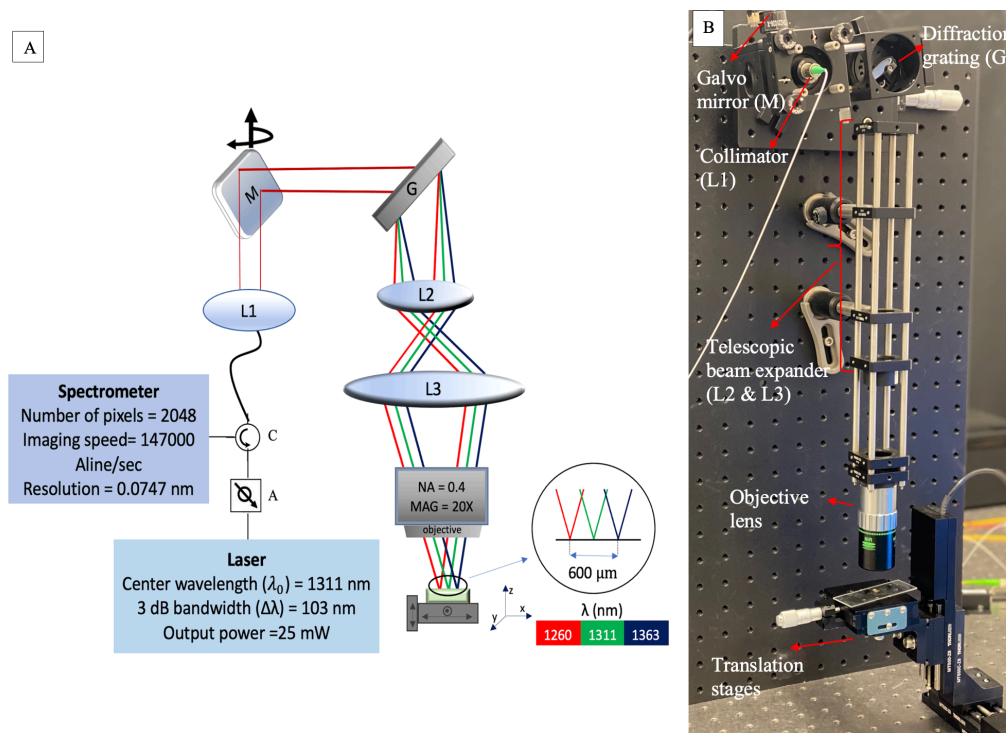 A
M
G
L1
L2
L3
Spectrometer
Number of pixels = 2048
Imaging speed= 147000
Aline/sec
Resolution = 0.0747 nm
C
A
Laser
Center wavelength (λ₀) = 1311 nm
3 dB bandwidth (Δλ) = 103 nm
Output power =25 mW
NA = 0.4
MAG = 20X
objective
600 μm
z
x
y
λ (nm)
1260 1311 1363
B
Galvo
mirror (M)
Diffraction
grating (G
Collimator
(L1)
Telescopic
beam expander
(L2 & L3)
Objective
lens
Translation
stages